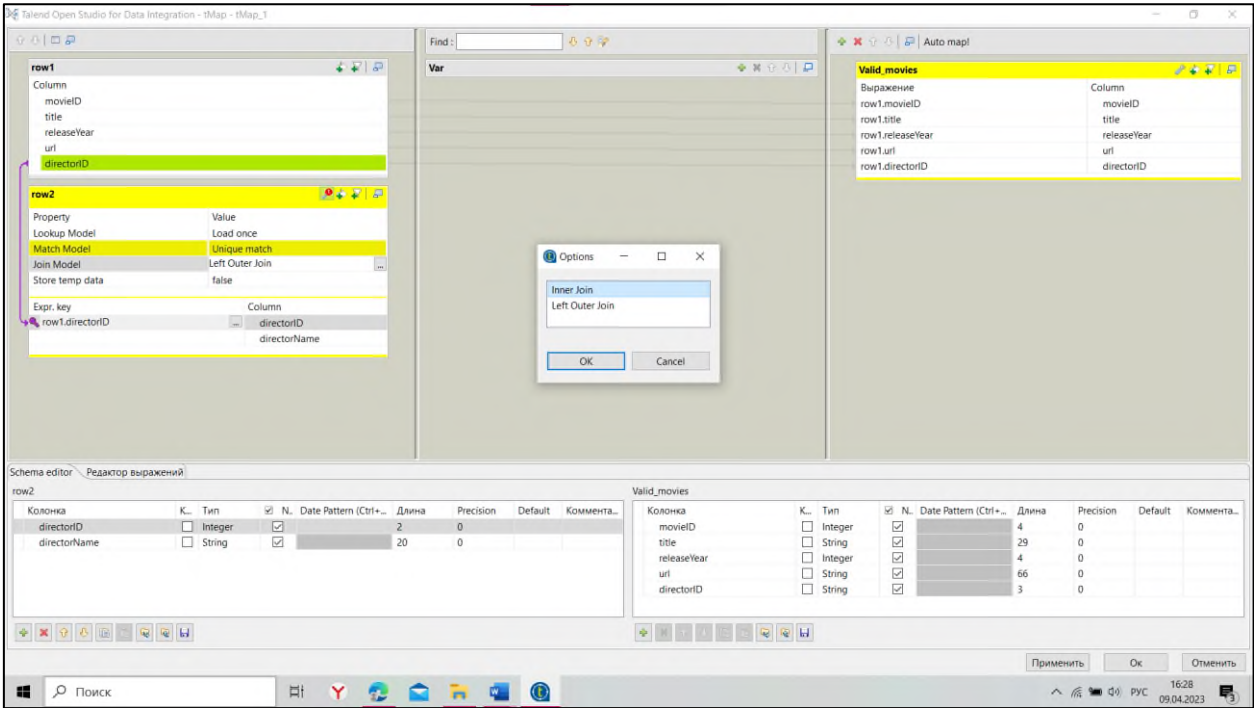 Talend Open Studio for Data Integration - tMap - tMap_1
Find :
Auto map!
row1
Column
movieID
title
releaseYear
url
directorID
row2
Property Value
Lookup Model Load once
Match Model Unique match
Join Model Left Outer Join ...
Store temp data false
Expr. key Column
row1.directorID ... directorID
directorName
Var
Options
Inner Join
Left Outer Join
OK Cancel
Valid_movies
Выражение Column
row1.movieID movieID
row1.title title
row1.releaseYear releaseYear
row1.url url
row1.directorID directorID
Schema editor Редактор выражений
row2
Колонка К... Тип N.. Date Pattern (Ctrl+... Длина Precision Default Коммента...
directorID Integer 2 0
directorName String 20 0
Valid_movies
Колонка К... Тип N.. Date Pattern (Ctrl+... Длина Precision Default Коммента...
movieID Integer 4 0
title String 29 0
releaseYear Integer 4 0
url String 66 0
directorID String 3 0
Применить Ок Отменить
Поиск
РУС
16:28
09.04.2023
3